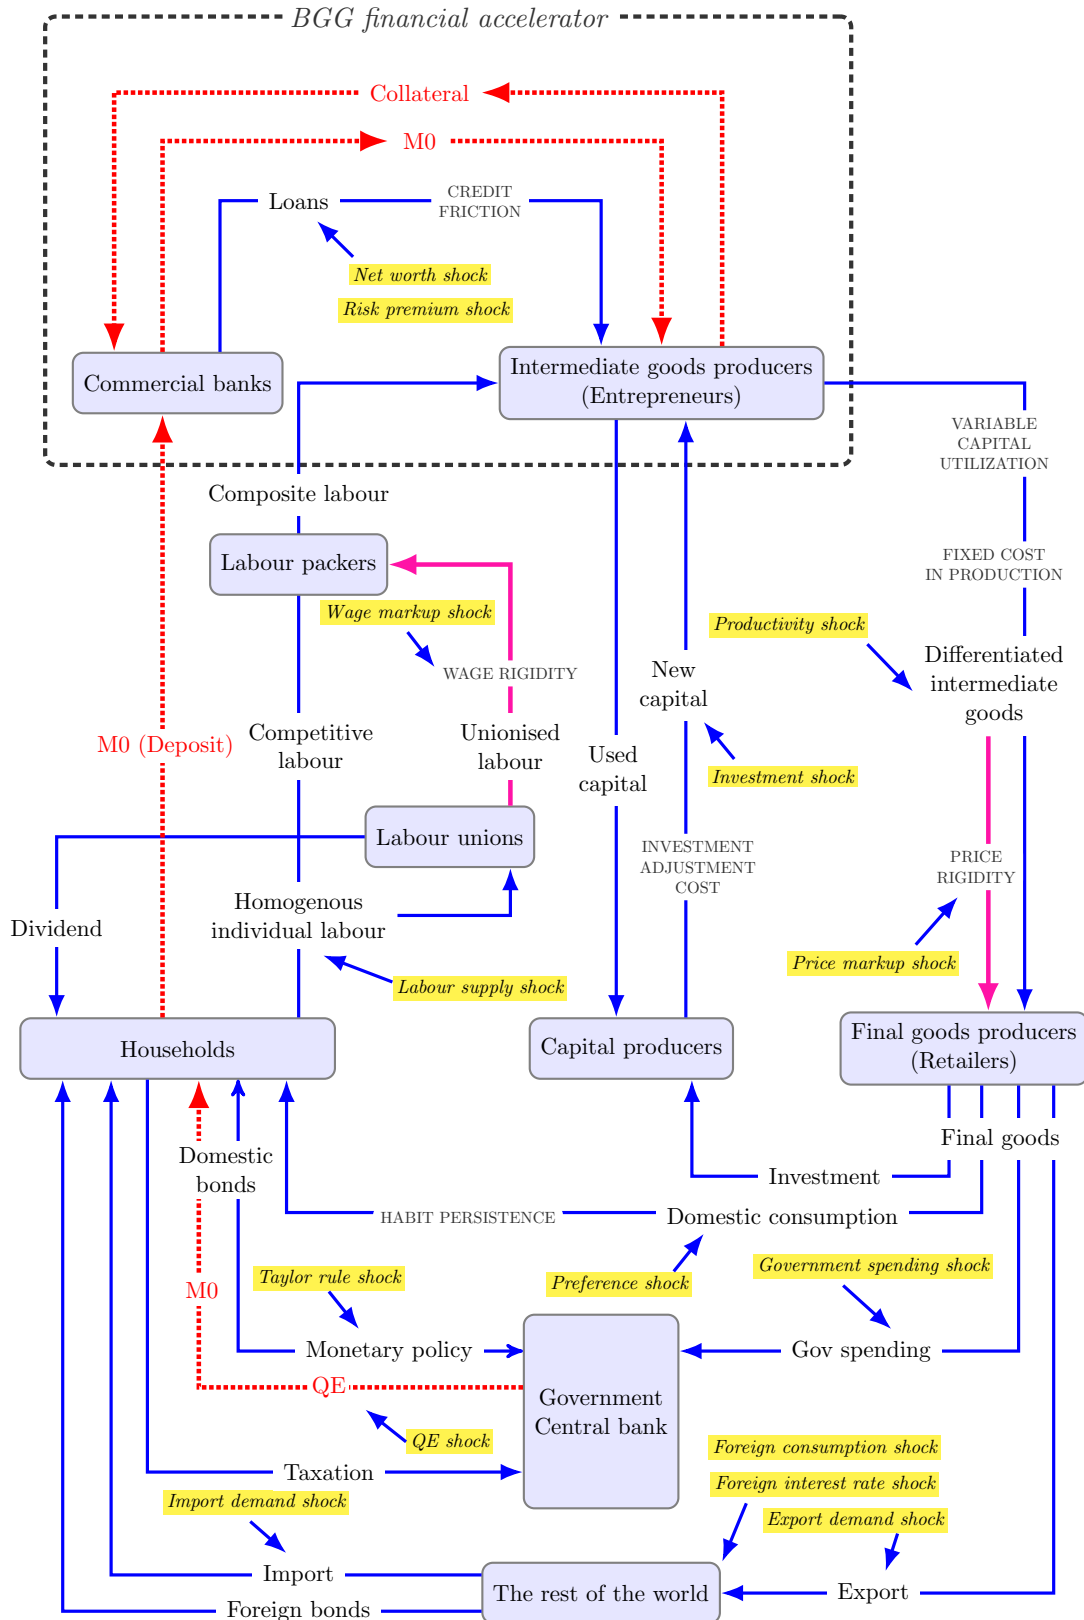 BGG financial accelerator
Collateral
M0
Loans
CREDIT
FRICTION
Net worth shock
Risk premium shock
Commercial banks
Intermediate goods producers
(Entrepreneurs)
VARIABLE
CAPITAL
UTILIZATION
Composite labour
Labour packers
FIXED COST
IN PRODUCTION
Wage markup shock
Productivity shock
WAGE RIGIDITY
New
capital
Differentiated
intermediate
goods
M0 (Deposit)
Competitive
labour
Unionised
labour
Used
capital
Investment shock
Labour unions
INVESTMENT
ADJUSTMENT
COST
PRICE
RIGIDITY
Dividend
Homogenous
individual labour
Labour supply shock
Price markup shock
Households
Capital producers
Final goods producers
(Retailers)
Final goods
Domestic
bonds
Investment
HABIT PERSISTENCE
Domestic consumption
M0
Taylor rule shock
Preference shock
Government spending shock
Monetary policy
Gov spending
QE
Government
Central bank
QE shock
Foreign consumption shock
Taxation
Foreign interest rate shock
Import demand shock
Export demand shock
Import
The rest of the world
Export
Foreign bonds